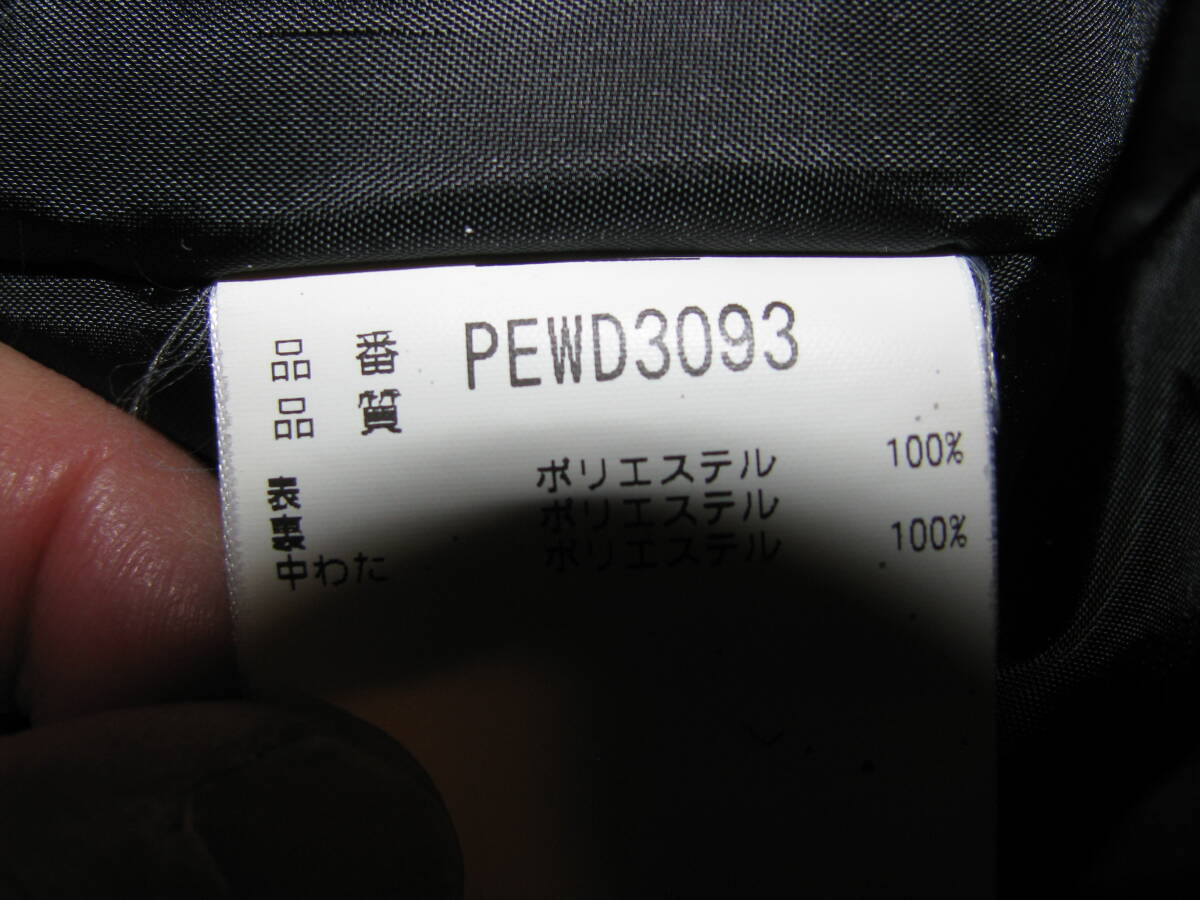 品番 PEWD3093
品質
表 ポリエステル 100%
裏 ポリエステル
中わた ポリエステル 100%